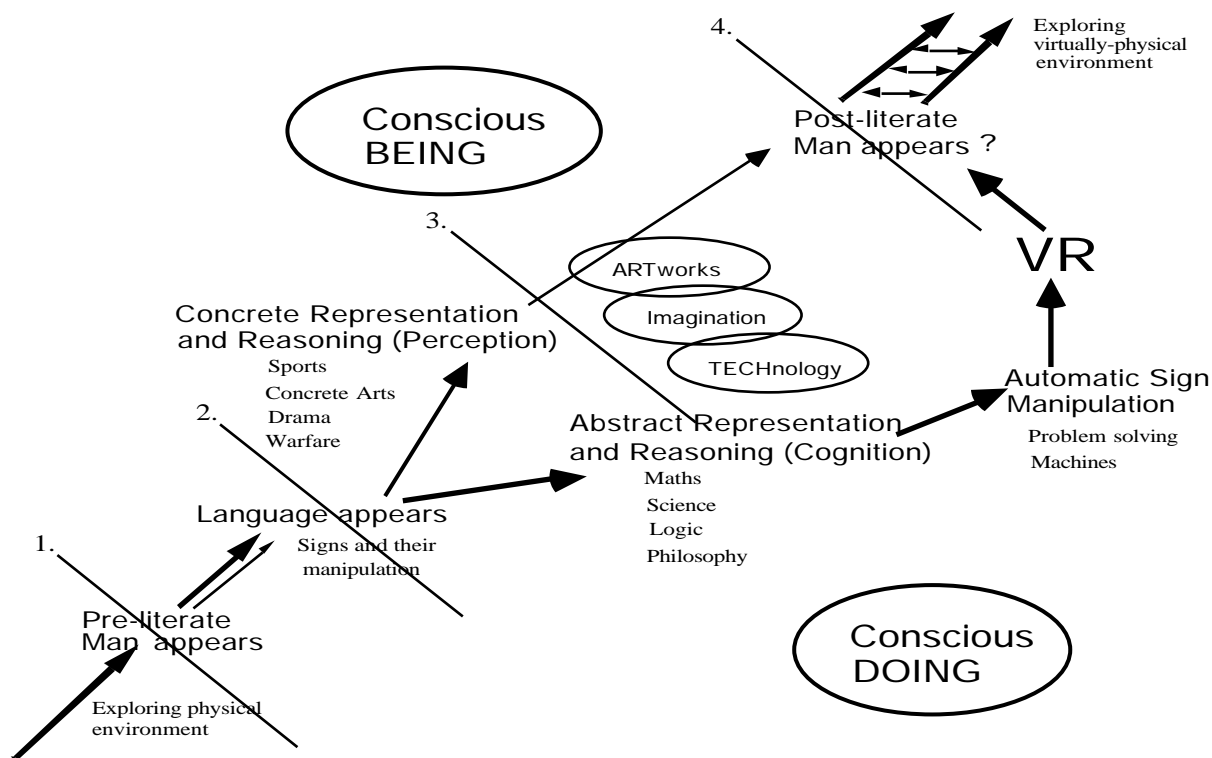 4.
Exploring
virtually-physical
environment
Conscious
BEING
Post-literate
Man appears ?
3.
VR
ARTworks
Imagination
TECHnology
Concrete Representation
and Reasoning (Perception)
Sports
Concrete Arts
Drama
Warfare
Automatic Sign
Manipulation
Problem solving
Machines
2.
Abstract Representation
and Reasoning (Cognition)
Maths
Science
Logic
Philosophy
Language appears
Signs and their
manipulation
1.
Pre-literate
Man appears
Exploring physical
environment
Conscious
DOING